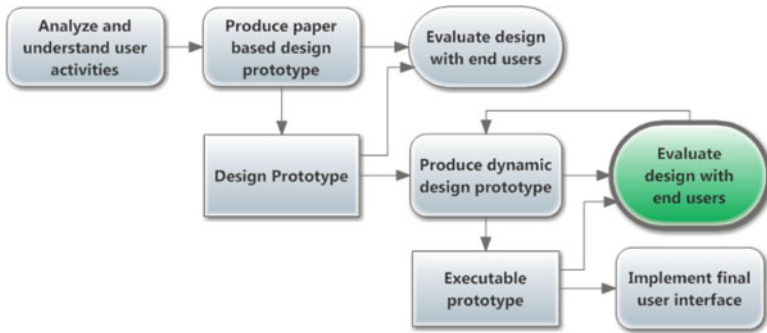 Analyze and
understand user
activities
Produce paper
based design
prototype
Evaluate design
with end users
Design Prototype
Produce dynamic
design prototype
Evaluate
design with
end users
Executable
prototype
Implement final
user interface